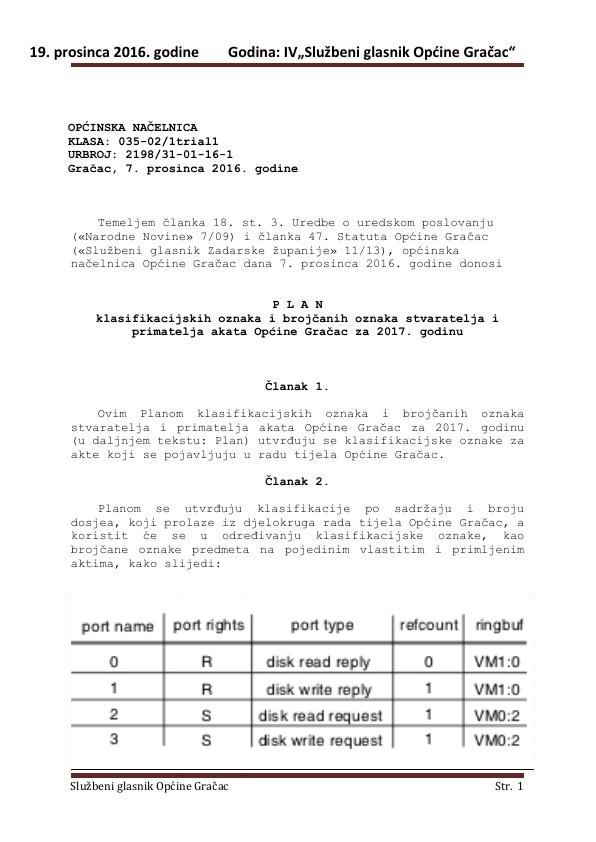 19. prosinca 2016. godine Godina: IV„Službeni glasnik Općine Gračac“
OPĆINSKA NAČELNICA
KLASA: 035-02/1trial1
URBROJ: 2198/31-01-16-1
Gračac, 7. prosinca 2016. godine
Temeljem članka 18. st. 3. Uredbe o uredskom poslovanju
(«Narodne Novine» 7/09) i članka 47. Statuta Općine Gračac
(«Službeni glasnik Zadarske županije» 11/13), općinska
načelnica Općine Gračac dana 7. prosinca 2016. godine donosi
P L A N
klasifikacijskih oznaka i brojčanih oznaka stvaratelja i
primatelja akata Općine Gračac za 2017. godinu
Članak 1.
Ovim Planom klasifikacijskih oznaka i brojčanih oznaka
stvaratelja i primatelja akata Općine Gračac za 2017. godinu
(u daljnjem tekstu: Plan) utvrđuju se klasifikacijske oznake za
akte koji se pojavljuju u radu tijela Općine Gračac.
Članak 2.
Planom se utvrđuju klasifikacije po sadržaju i broju
dosjea, koji prolaze iz djelokruga rada tijela Općine Gračac, a
koristit će se u određivanju klasifikacijske oznake, kao
brojčane oznake predmeta na pojedinim vlastitim i primljenim
aktima, kako slijedi:
port name port rights port type refcount ringbuf
0 R disk read reply 0 VM1:0
1 R disk write reply 1 VM1:0
2 S disk read request 1 VM0:2
3 S disk write request 1 VM0:2
Službeni glasnik Općine Gračac Str. 1